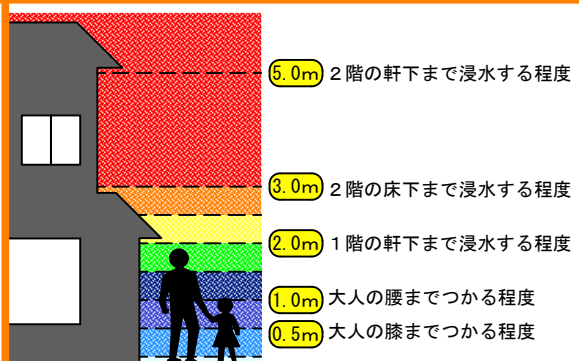 5.0m 2階の軒下まで浸水する程度
3.0m 2階の床下まで浸水する程度
2.0m 1階の軒下まで浸水する程度
1.0m 大人の腰までつかる程度
0.5m 大人の膝までつかる程度